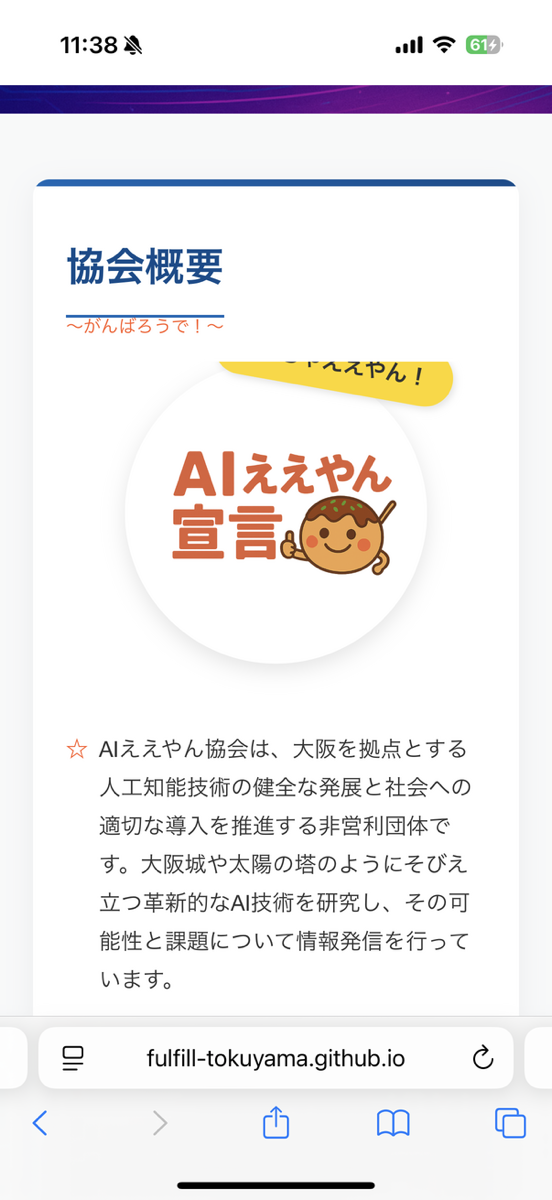 11:38
61
協会概要
〜がんばろうで！〜
ええやん！
AIええやん
宣言
☆ AIええやん協会は、大阪を拠点とする
人工知能技術の健全な発展と社会への
適切な導入を推進する非営利団体で
す。大阪城や太陽の塔のようにそびえ
立つ革新的なAI技術を研究し、その可
能性と課題について情報発信を行って
います。
fulfill-tokuyama.github.io